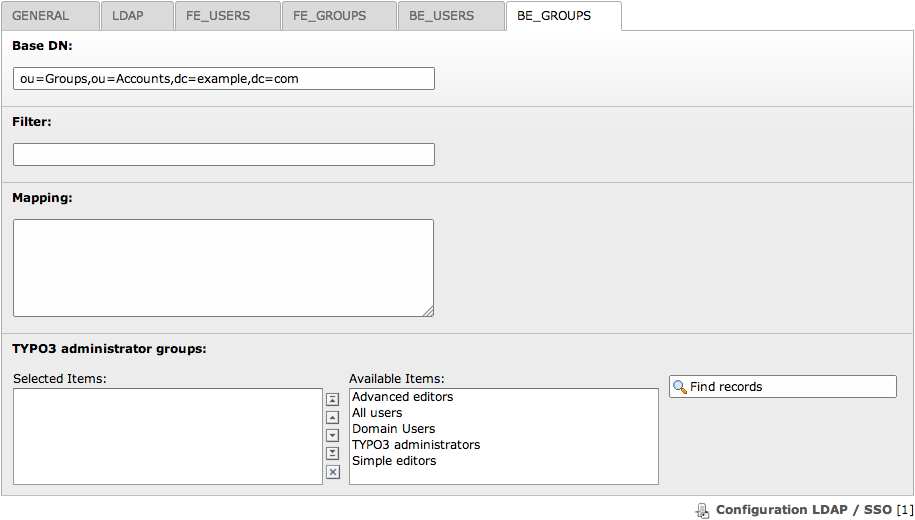 GENERAL LDAP FE_USERS FE_GROUPS BE_USERS BE_GROUPS
Base DN:
ou=Groups,ou=Accounts,dc=example,dc=com
Filter:
Mapping:
TYPO3 administrator groups:
Selected Items: Available Items:
Find records
Advanced editors
All users
Domain Users
TYPO3 administrators
Simple editors
Configuration LDAP / SSO [1]